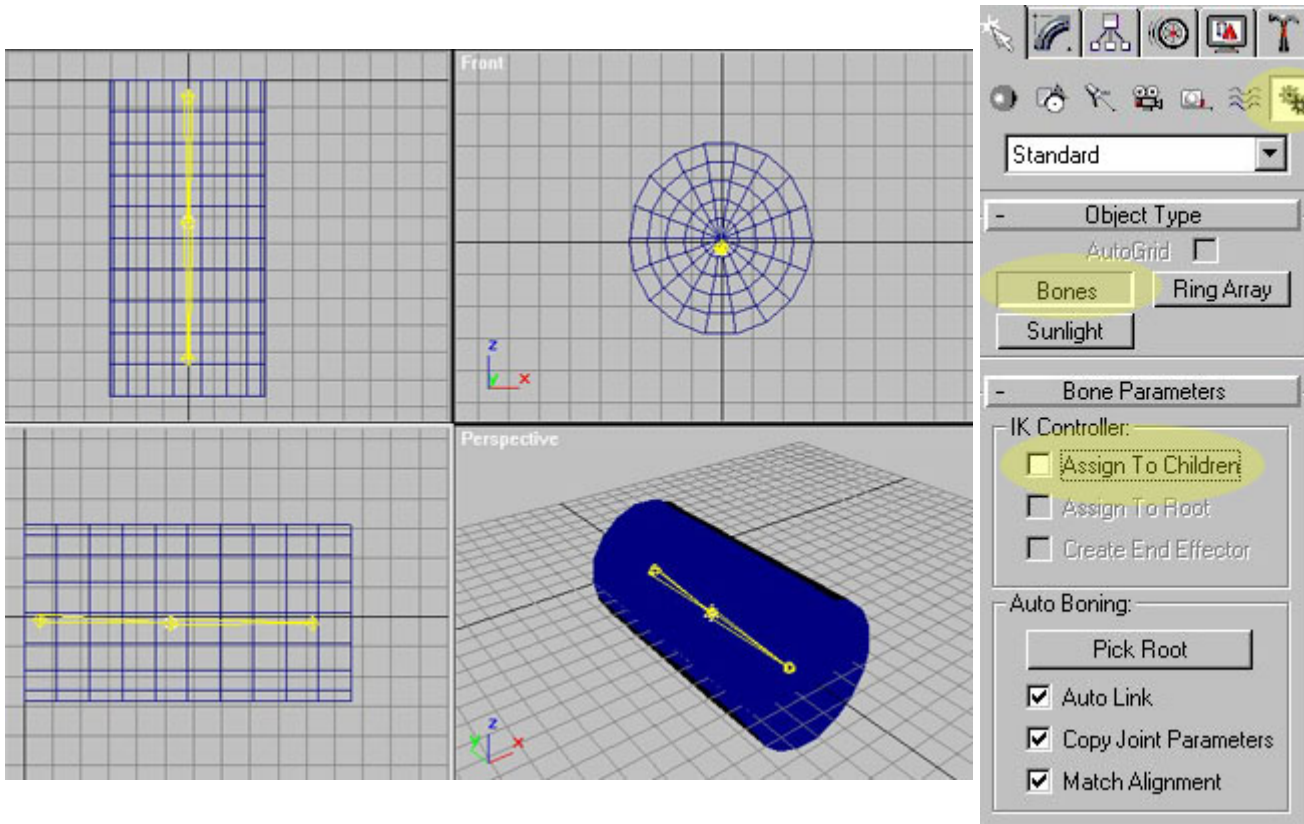 Front
z
y x
Perspective
z
y x
Standard
- Object Type
AutoGrid
Bones Ring Array
Sunlight
- Bone Parameters
IK Controller:
Assign To Children
Assign To Root
Create End Effector
Auto Boning:
Pick Root
Auto Link
Copy Joint Parameters
Match Alignment